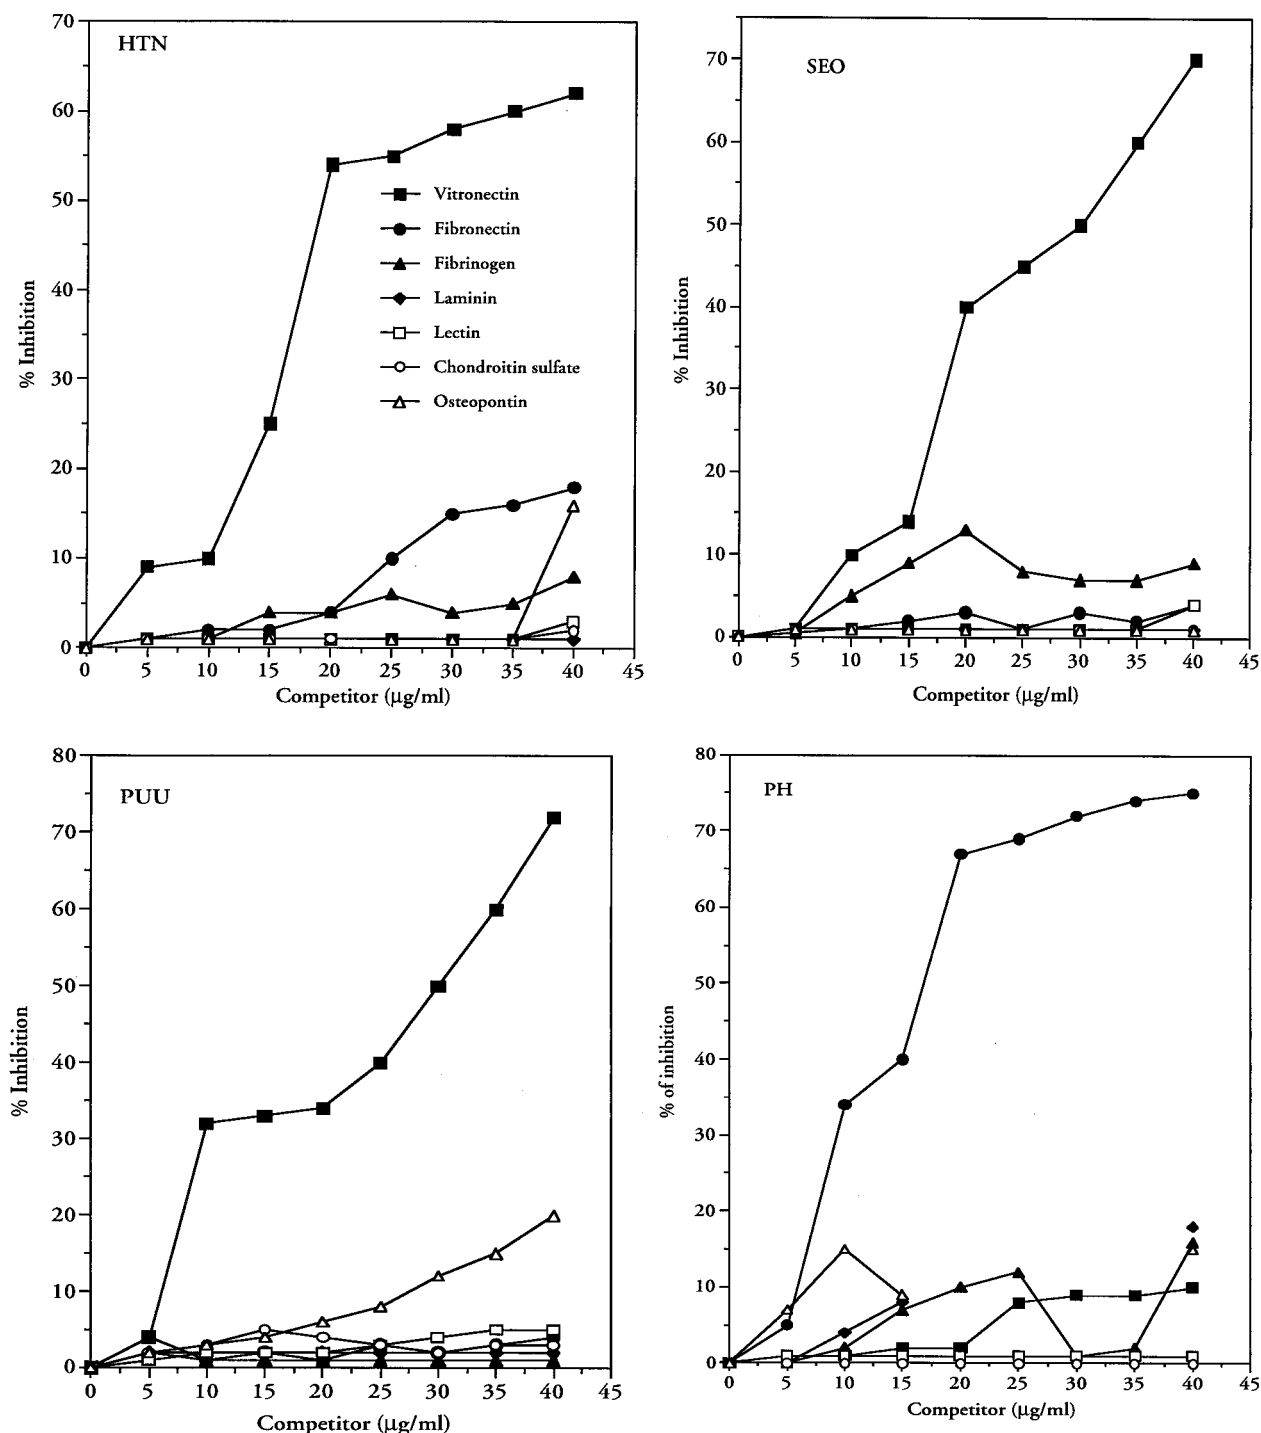 HTN
70
60
50
40
30
20
10
0
% Inhibition
Vitronectin
Fibronectin
Fibrinogen
Laminin
Lectin
Chondroitin sulfate
Osteopontin
0 5 10 15 20 25 30 35 40 45
Competitor (µg/ml)
SEO
70
60
50
40
30
20
10
0
% Inhibition
0 5 10 15 20 25 30 35 40 45
Competitor (µg/ml)
PUU
80
70
60
50
40
30
20
10
0
% Inhibition
0 5 10 15 20 25 30 35 40 45
Competitor (µg/ml)
PH
80
70
60
50
40
30
20
10
0
% of inhibition
0 5 10 15 20 25 30 35 40 45
Competitor (µg/ml)